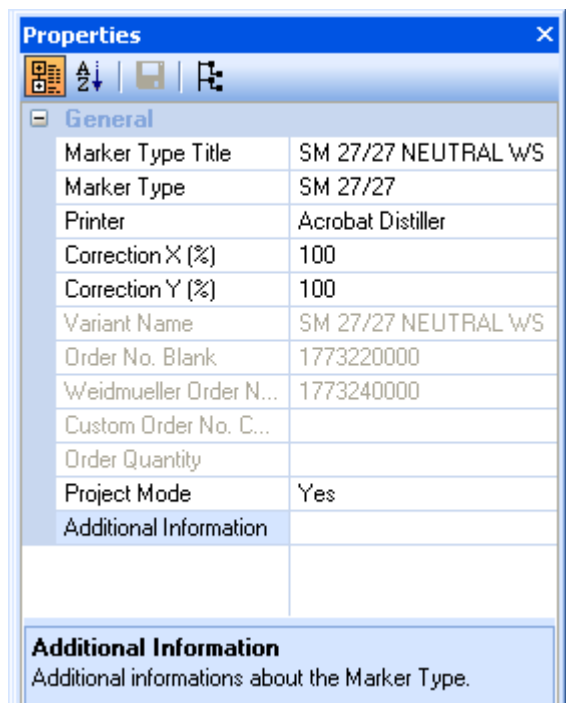 Properties
General
Marker Type Title SM 27/27 NEUTRAL WS
Marker Type SM 27/27
Printer Acrobat Distiller
Correction X (%) 100
Correction Y (%) 100
Variant Name SM 27/27 NEUTRAL WS
Order No. Blank 1773220000
Weidmueller Order N... 1773240000
Custom Order No. C...
Order Quantity
Project Mode Yes
Additional Information
Additional Information
Additional informations about the Marker Type.